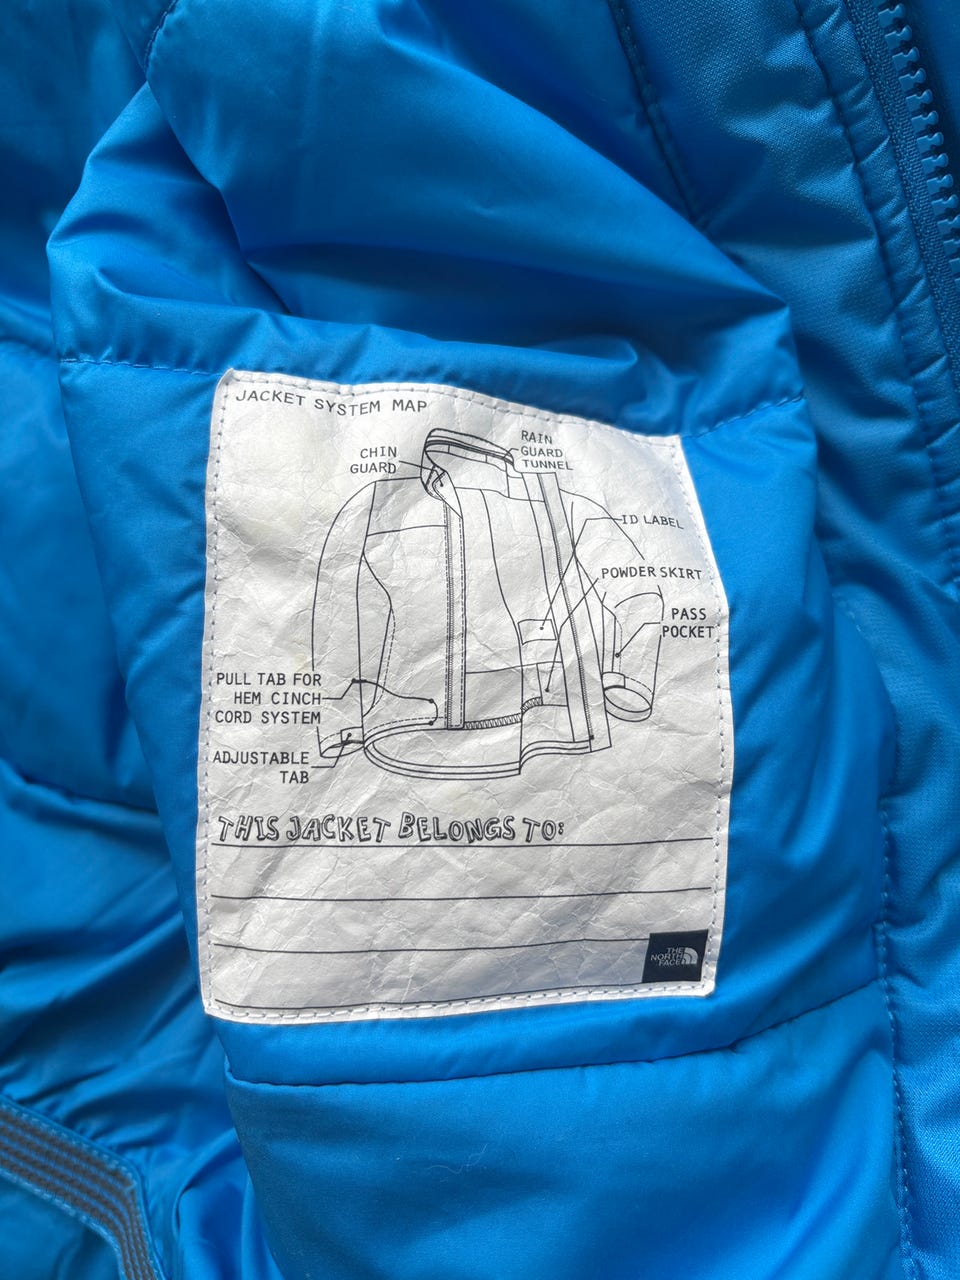 JACKET SYSTEM MAP
CHIN
GUARD
RAIN
GUARD
TUNNEL
ID LABEL
POWDER SKIRT
PASS
POCKET
PULL TAB FOR
HEM CINCH
CORD SYSTEM
ADJUSTABLE
TAB
THIS JACKET BELONGS TO:
THE
NORTH
FACE